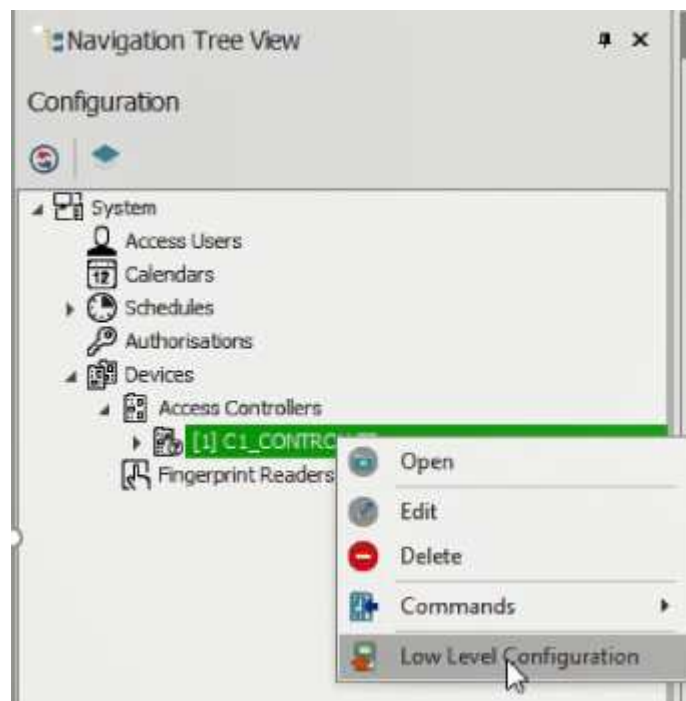 Navigation Tree View
Configuration
System
Access Users
12 Calendars
Schedules
Authorisations
Devices
Access Controllers
[1] C1_CONTRO
Fingerprint Readers
Open
Edit
Delete
Commands
Low Level Configuration